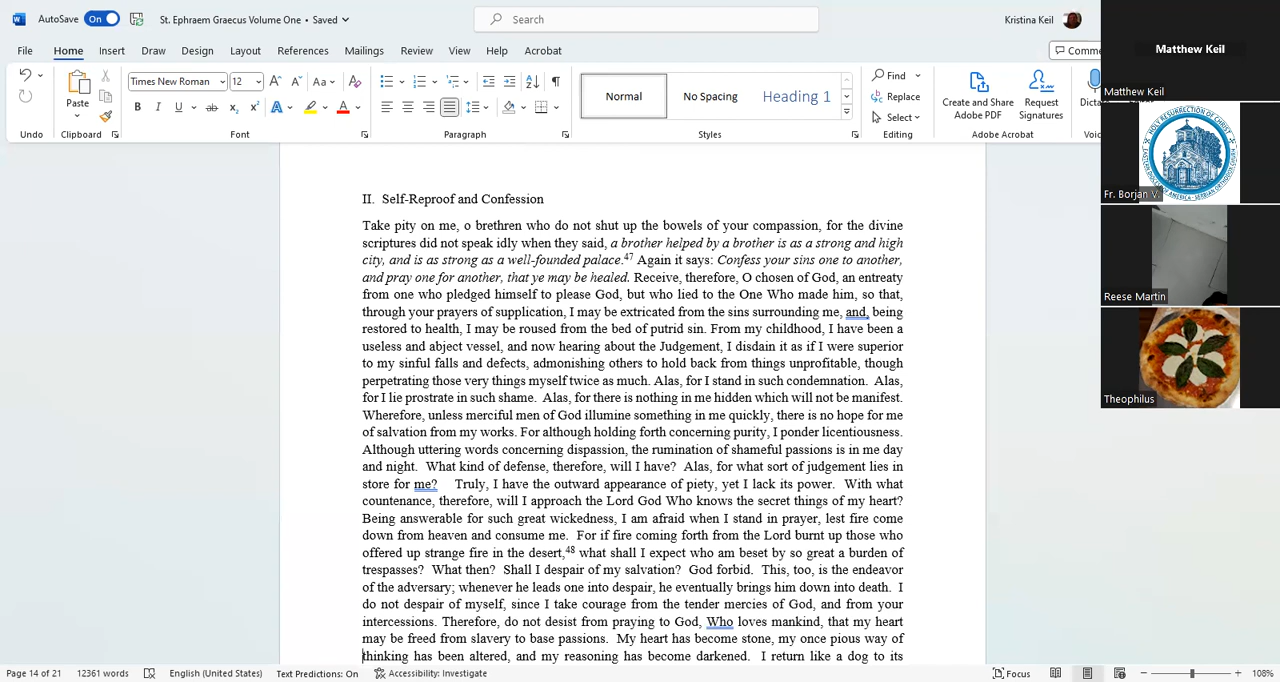 AutoSave On St. Ephraem Graecus Volume One • Saved Search Kristina Keil
File Home Insert Draw Design Layout References Mailings Review View Help Acrobat Comme
Undo
Paste
Clipboard
Times New Roman 12 Aa
B I U ab x₂ x² A A
Font
Paragraph
Normal No Spacing Heading 1
Styles
Find
Replace
Select
Editing
Create and Share Adobe PDF
Request Signatures
Adobe Acrobat
Dicta
Voic
Matthew Keil
Matthew Keil
HOLY RESURRECTION OF CHRIST
EASTERN DIOCESE OF AMERICA - SERBIAN ORTHODOX CHURCH
Fr. Borjan V.
Reese Martin
Theophilus
II. Self-Reproof and Confession
Take pity on me, o brethren who do not shut up the bowels of your compassion, for the divine
scriptures did not speak idly when they said, a brother helped by a brother is as a strong and high
city, and is as strong as a well-founded palace.47 Again it says: Confess your sins one to another,
and pray one for another, that ye may be healed. Receive, therefore, O chosen of God, an entreaty
from one who pledged himself to please God, but who lied to the One Who made him, so that,
through your prayers of supplication, I may be extricated from the sins surrounding me, and, being
restored to health, I may be roused from the bed of putrid sin. From my childhood, I have been a
useless and abject vessel, and now hearing about the Judgement, I disdain it as if I were superior
to my sinful falls and defects, admonishing others to hold back from things unprofitable, though
perpetrating those very things myself twice as much. Alas, for I stand in such condemnation. Alas,
for I lie prostrate in such shame. Alas, for there is nothing in me hidden which will not be manifest.
Wherefore, unless merciful men of God illumine something in me quickly, there is no hope for me
of salvation from my works. For although holding forth concerning purity, I ponder licentiousness.
Although uttering words concerning dispassion, the rumination of shameful passions is in me day
and night. What kind of defense, therefore, will I have? Alas, for what sort of judgement lies in
store for me? Truly, I have the outward appearance of piety, yet I lack its power. With what
countenance, therefore, will I approach the Lord God Who knows the secret things of my heart?
Being answerable for such great wickedness, I am afraid when I stand in prayer, lest fire come
down from heaven and consume me. For if fire coming forth from the Lord burnt up those who
offered up strange fire in the desert,48 what shall I expect who am beset by so great a burden of
trespasses? What then? Shall I despair of my salvation? God forbid. This, too, is the endeavor
of the adversary; whenever he leads one into despair, he eventually brings him down into death. I
do not despair of myself, since I take courage from the tender mercies of God, and from your
intercessions. Therefore, do not desist from praying to God, Who loves mankind, that my heart
may be freed from slavery to base passions. My heart has become stone, my once pious way of
thinking has been altered, and my reasoning has become darkened. I return like a dog to its
Page 14 of 21 12361 words English (United States) Text Predictions: On Accessibility: Investigate Focus 108%